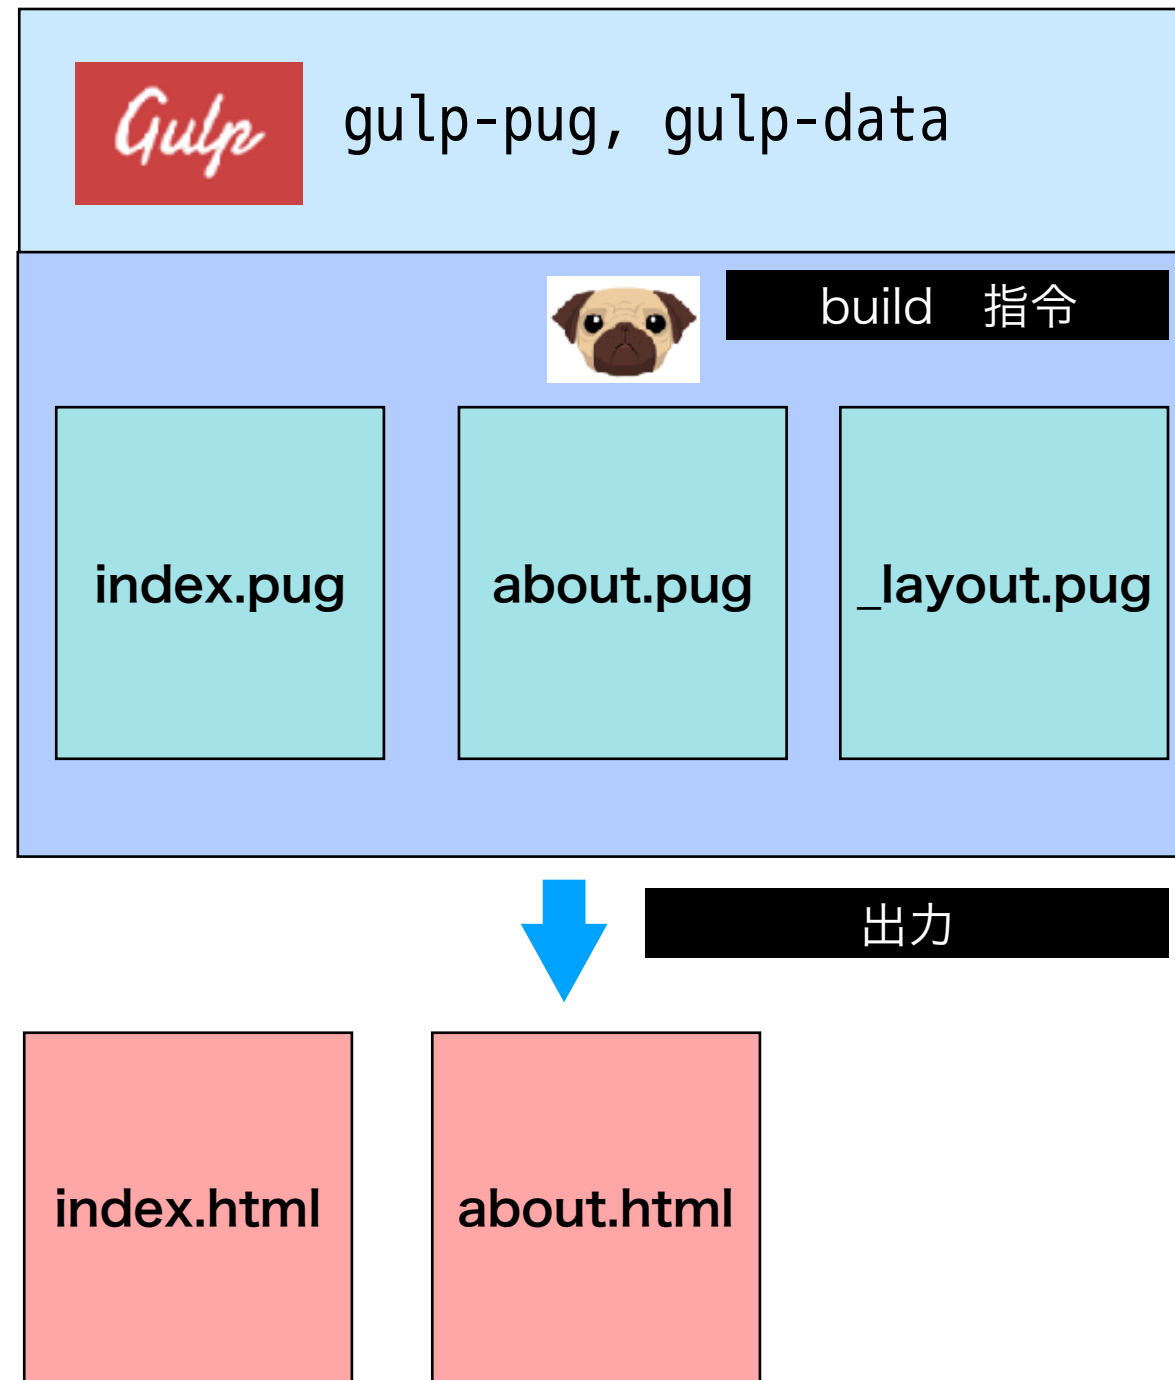 Gulp
gulp-pug, gulp-data
build　指令
index.pug
about.pug
_layout.pug
出力
index.html
about.html